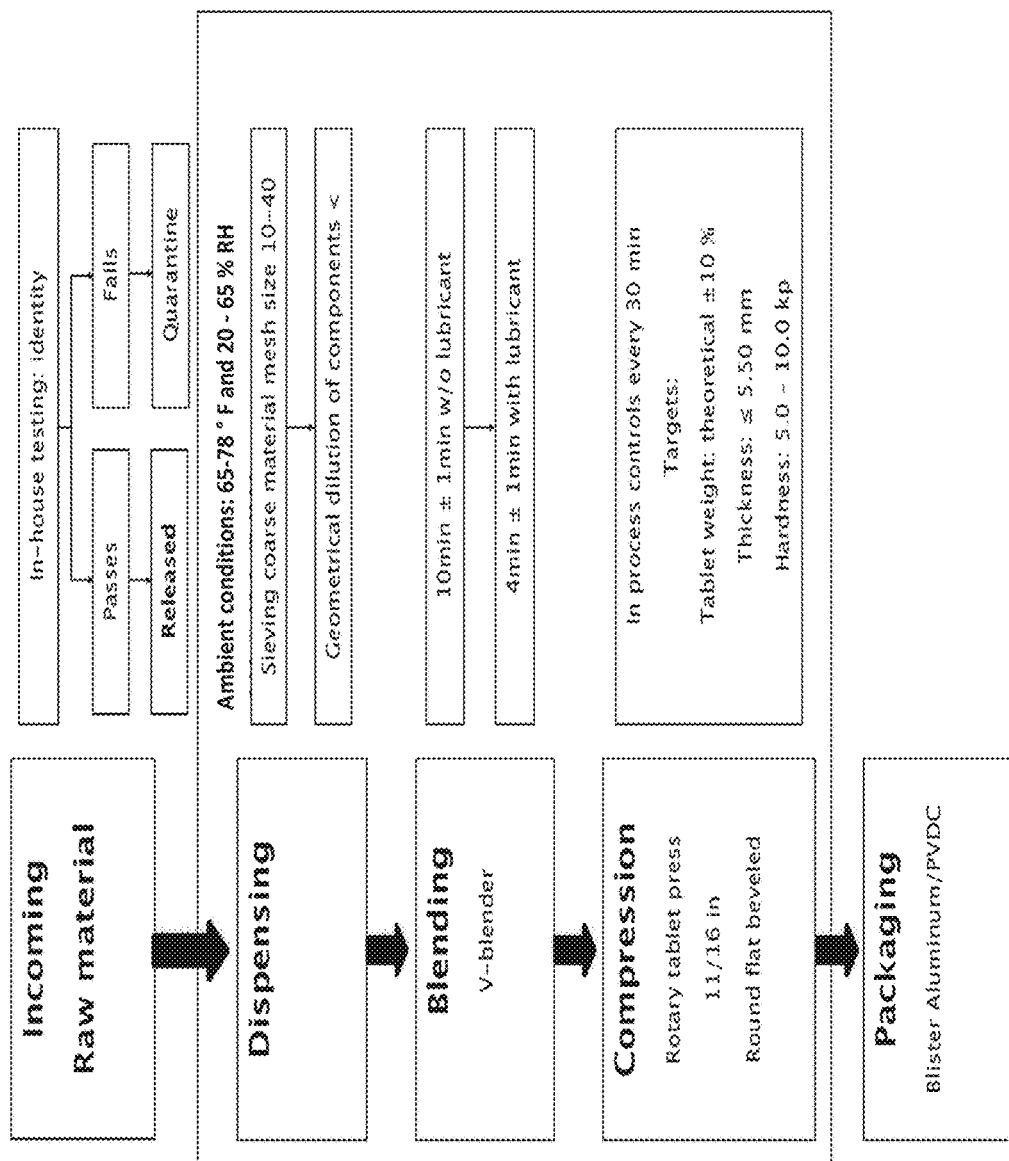 Incoming
Raw material
In-house testing: identity
Passes
Fails
Released
Quarantine
Ambient conditions: 65-78 ° F and 20 - 65 % RH
Dispensing
Sieving coarse material mesh size 10-40
Geometrical dilution of components <
Blending
V-blender
10min ± 1min w/o lubricant
4min ± 1min with lubricant
Compression
Rotary tablet press
11/16 in
Round flat beveled
In process controls every 30 min
Targets:
Tablet weight: theoretical ±10 %
Thickness: ≤ 5.50 mm
Hardness: 5.0 - 10.0 kp
Packaging
Blister Aluminum/PVDC